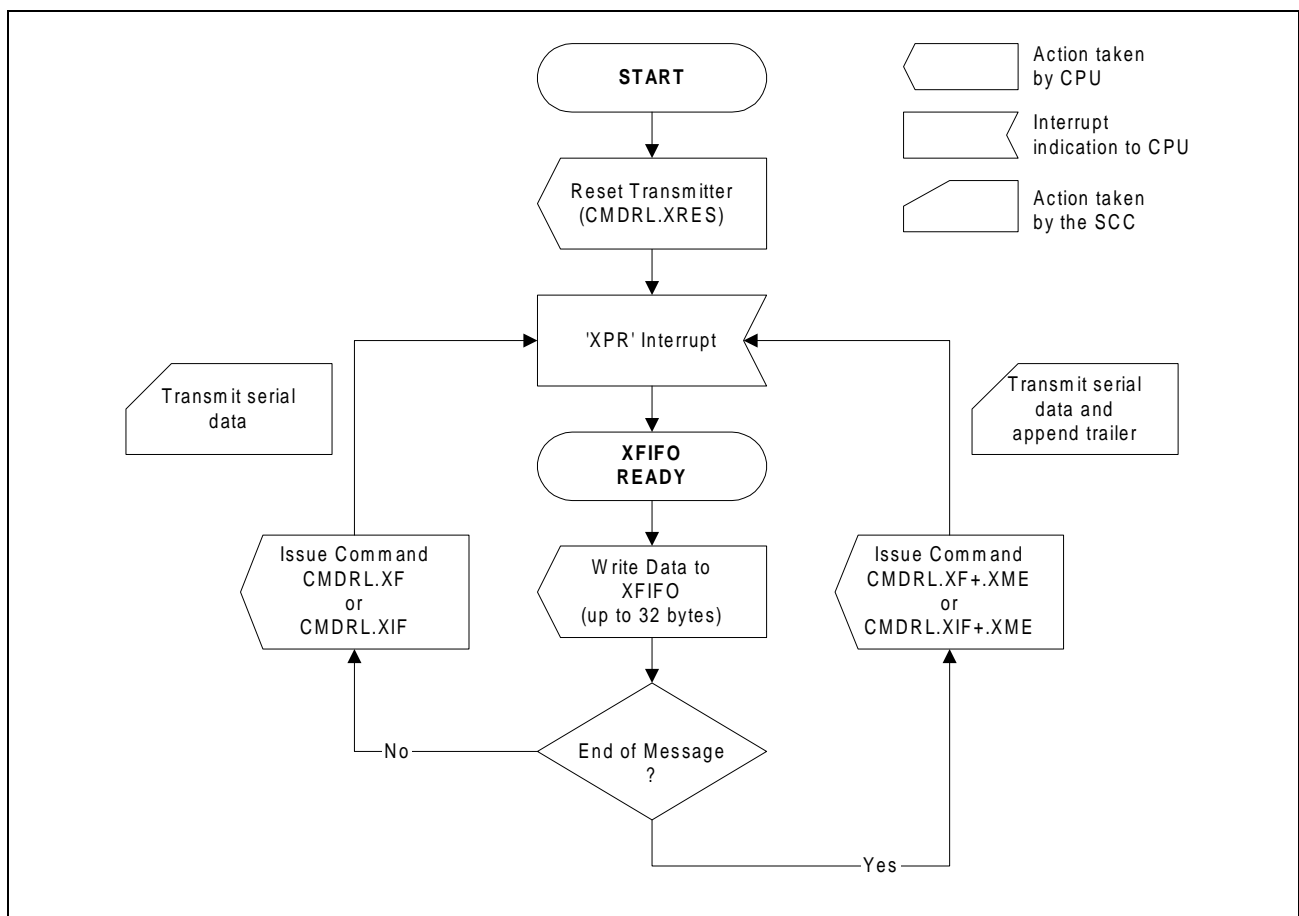 START
Action taken
by CPU
Interrupt
indication to CPU
Action taken
by the SCC
Reset Transmitter
(CMDRL.XRES)
'XPR' Interrupt
Transmit serial
data
Transmit serial
data and
append trailer
XFIFO
READY
Issue Command
CMDRL.XF
or
CMDRL.XIF
Write Data to
XFIFO
(up to 32 bytes)
Issue Command
CMDRL.XF+.XME
or
CMDRL.XIF+.XME
End of Message
?
No
Yes